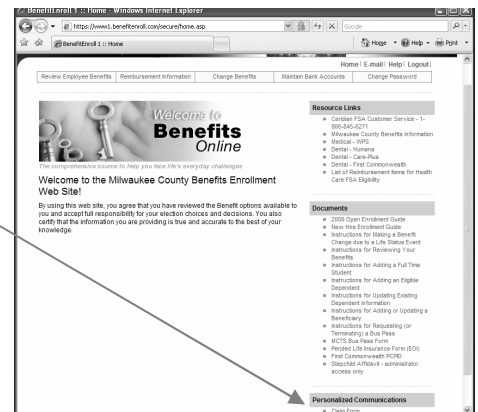 BenefitEnroll 1 :: Home - Windows Internet Explorer
https://www1.benefitenroll.com/secure/home.asp
Google
BenefitEnroll 1 :: Home
Home
Help
Print
Home | E-mail | Help | Logout |
Review Employee Benefits | Reimbursement Information | Change Benefits | Maintain Bank Accounts | Change Password
Welcome to
Benefits
Online
The comprehensive source to help you face life's everyday challenges
Welcome to the Milwaukee County Benefits Enrollment
Web Site!
By using this web site, you agree that you have reviewed the Benefit options available to
you and accept full responsibility for your election choices and decisions. You also
certify that the information you are providing is true and accurate to the best of your
knowledge.
Resource Links
Ceridian FSA Customer Service - 1-
866-845-6271
Milwaukee County Benefits Information
Medical - WPS
Dental - Humana
Dental - Care-Plus
Dental - First Commonwealth
List of Reimbursement Items for Health
Care FSA Eligibility
Documents
2008 Open Enrollment Guide
New Hire Enrollment Guide
Instructions for Making a Benefit
Change due to a Life Status Event
Instructions for Reviewing Your
Benefits
Instructions for Adding a Full Time
Student
Instructions for Adding an Eligible
Dependent
Instructions for Updating Existing
Dependent Information
Instructions for Adding or Updating a
Beneficiary
Instructions for Requesting (or
Terminating) a Bus Pass
MCTS Bus Pass Form
Pended Life Insurance Form (EOI)
First Commonwealth PCPID
Stepchild Affidavit - administrator
access only
Personalized Communications
Claim Form